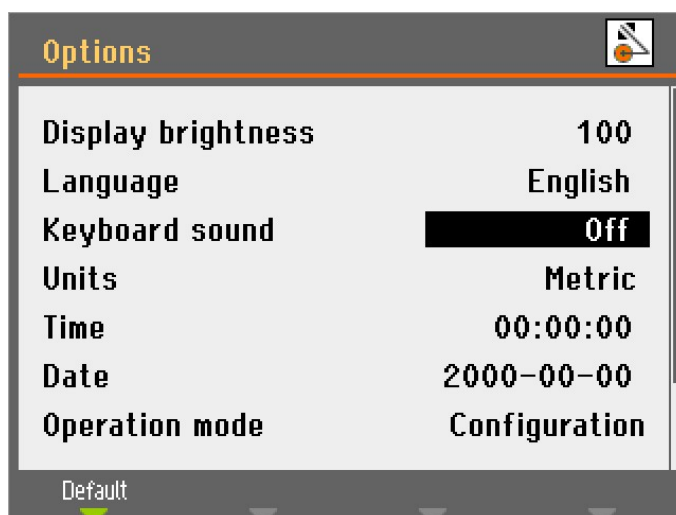 Options
Display brightness 100
Language English
Keyboard sound Off
Units Metric
Time 00:00:00
Date 2000-00-00
Operation mode Configuration
Default